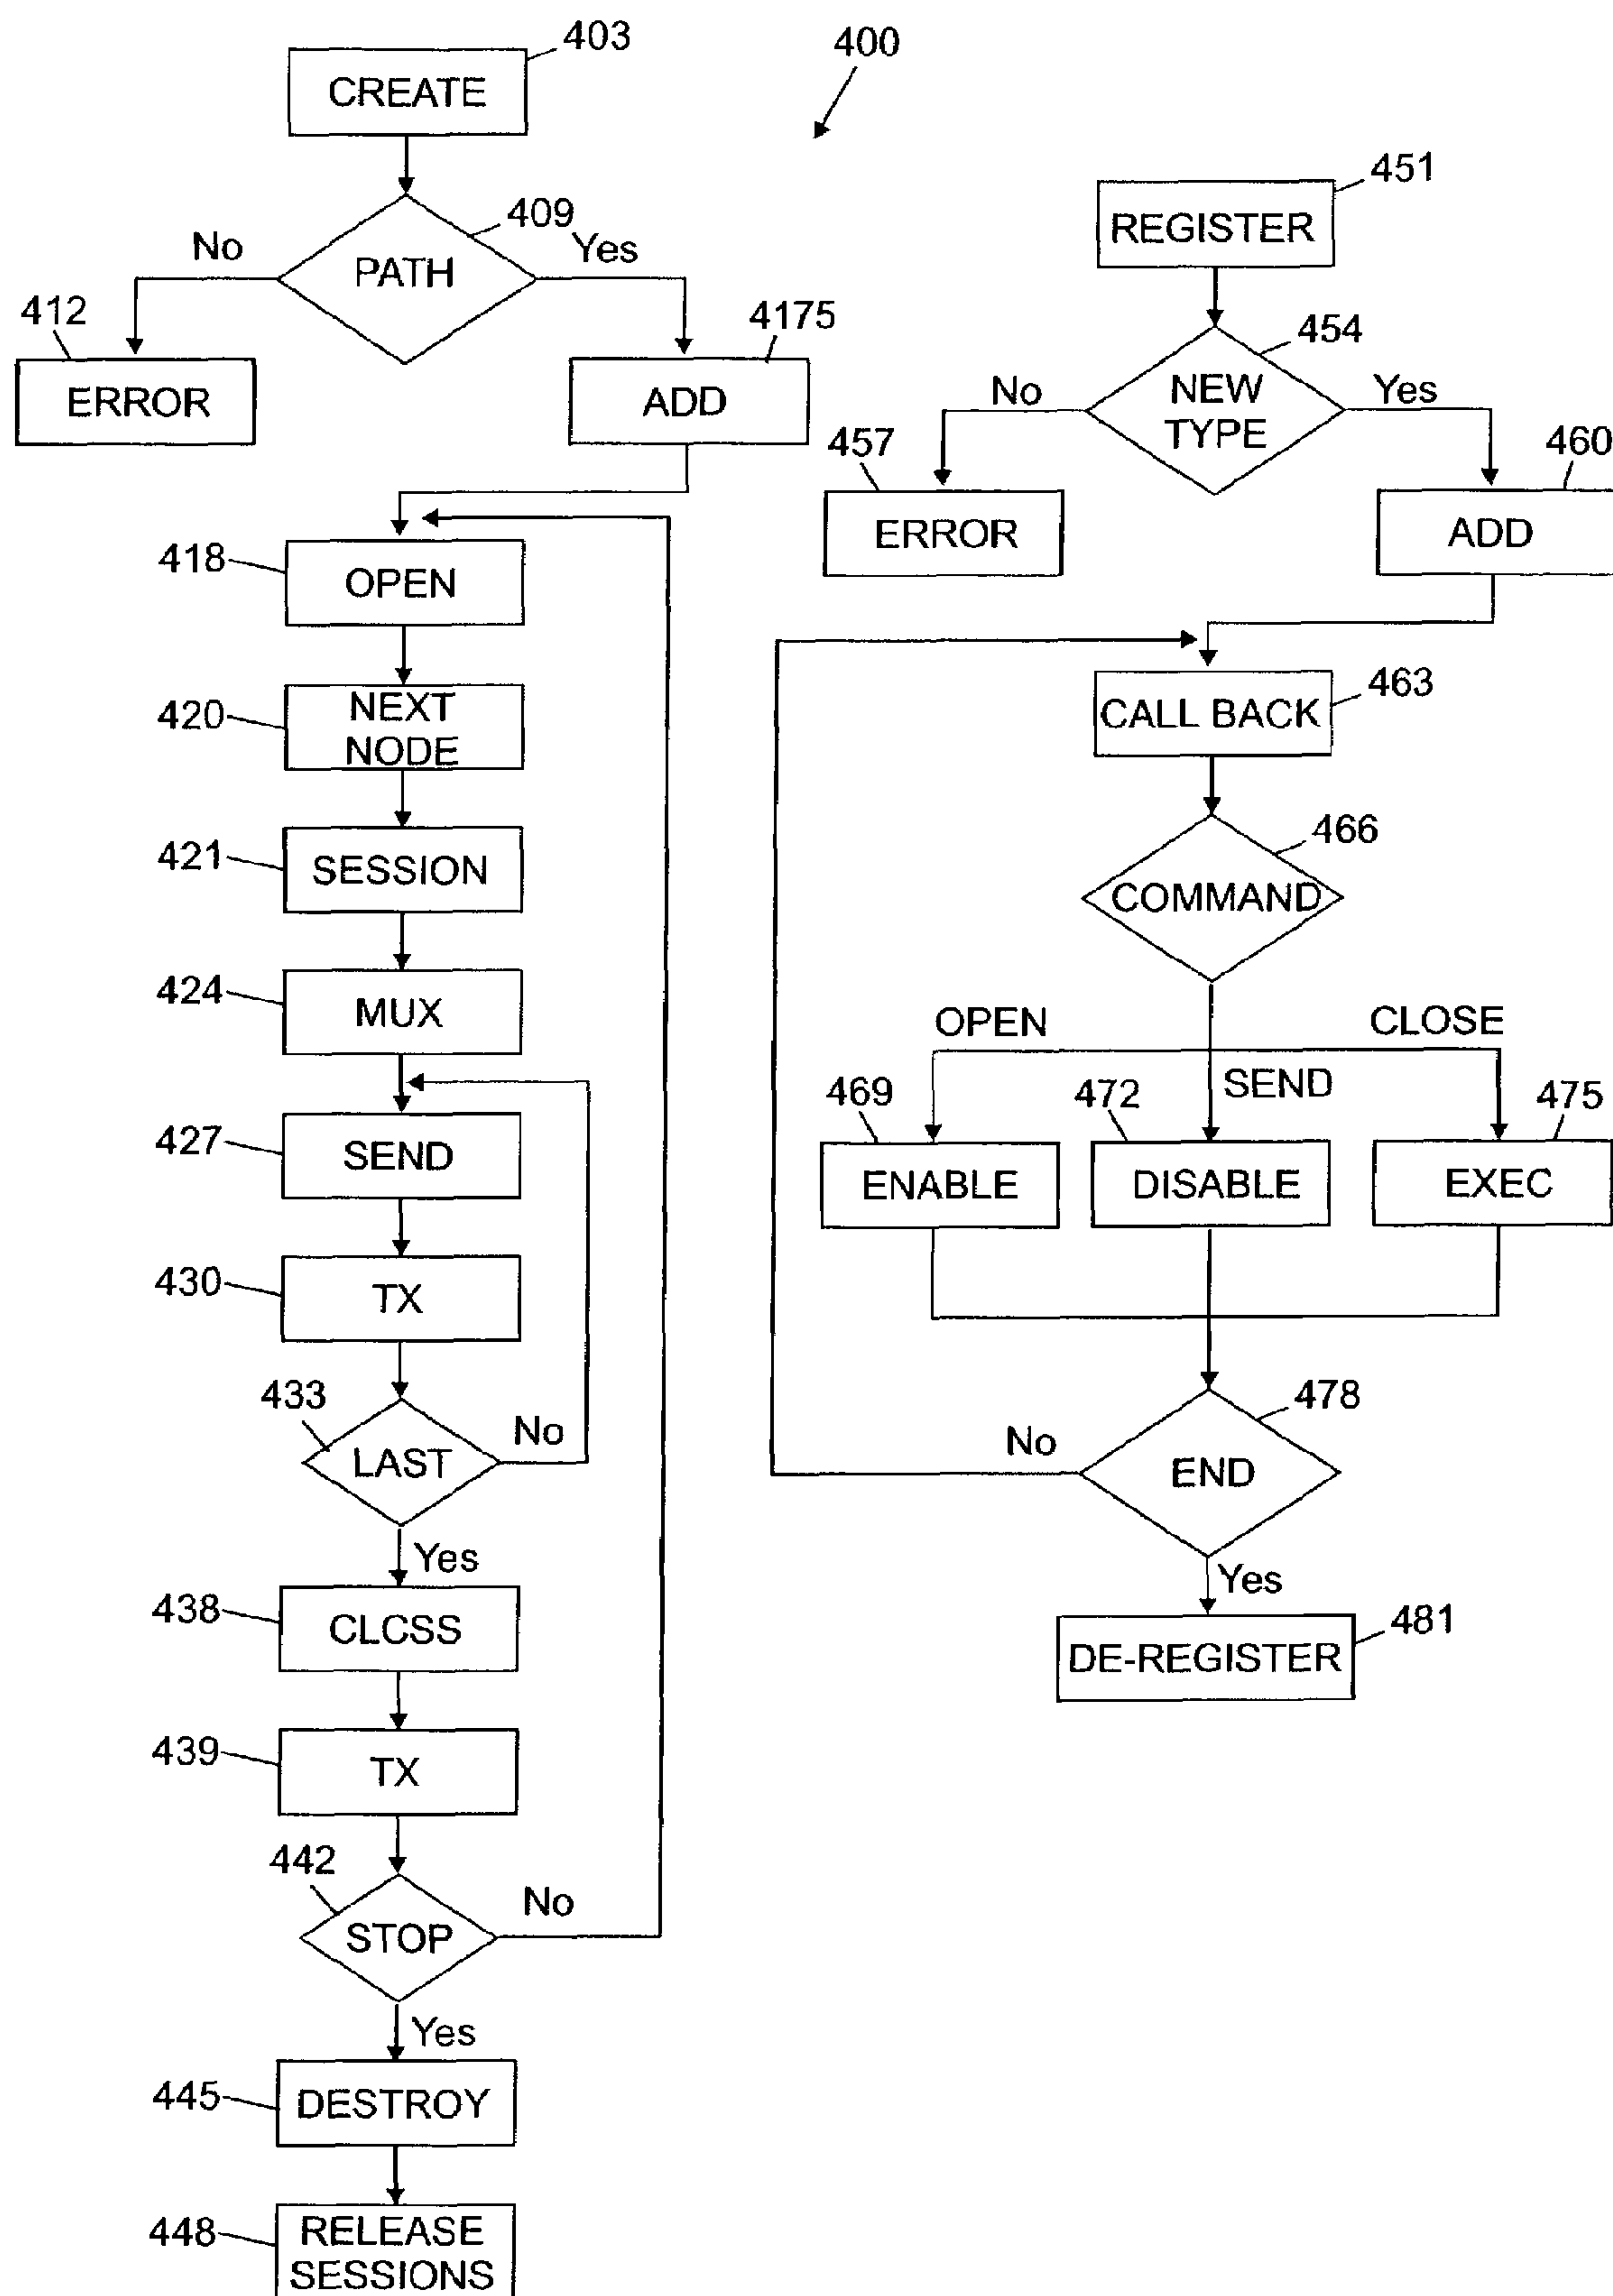 403
CREATE
400
409
No
Yes
PATH
412
ERROR
4175
ADD
418
OPEN
420
NEXT
NODE
421
SESSION
424
MUX
427
SEND
430
TX
433
LAST
No
Yes
438
CLCSS
439
TX
442
STOP
No
Yes
445
DESTROY
448
RELEASE
SESSIONS
451
REGISTER
454
NEW
TYPE
No
Yes
457
ERROR
460
ADD
463
CALL BACK
466
COMMAND
OPEN
CLOSE
SEND
469
ENABLE
472
DISABLE
475
EXEC
478
END
No
Yes
481
DE-REGISTER